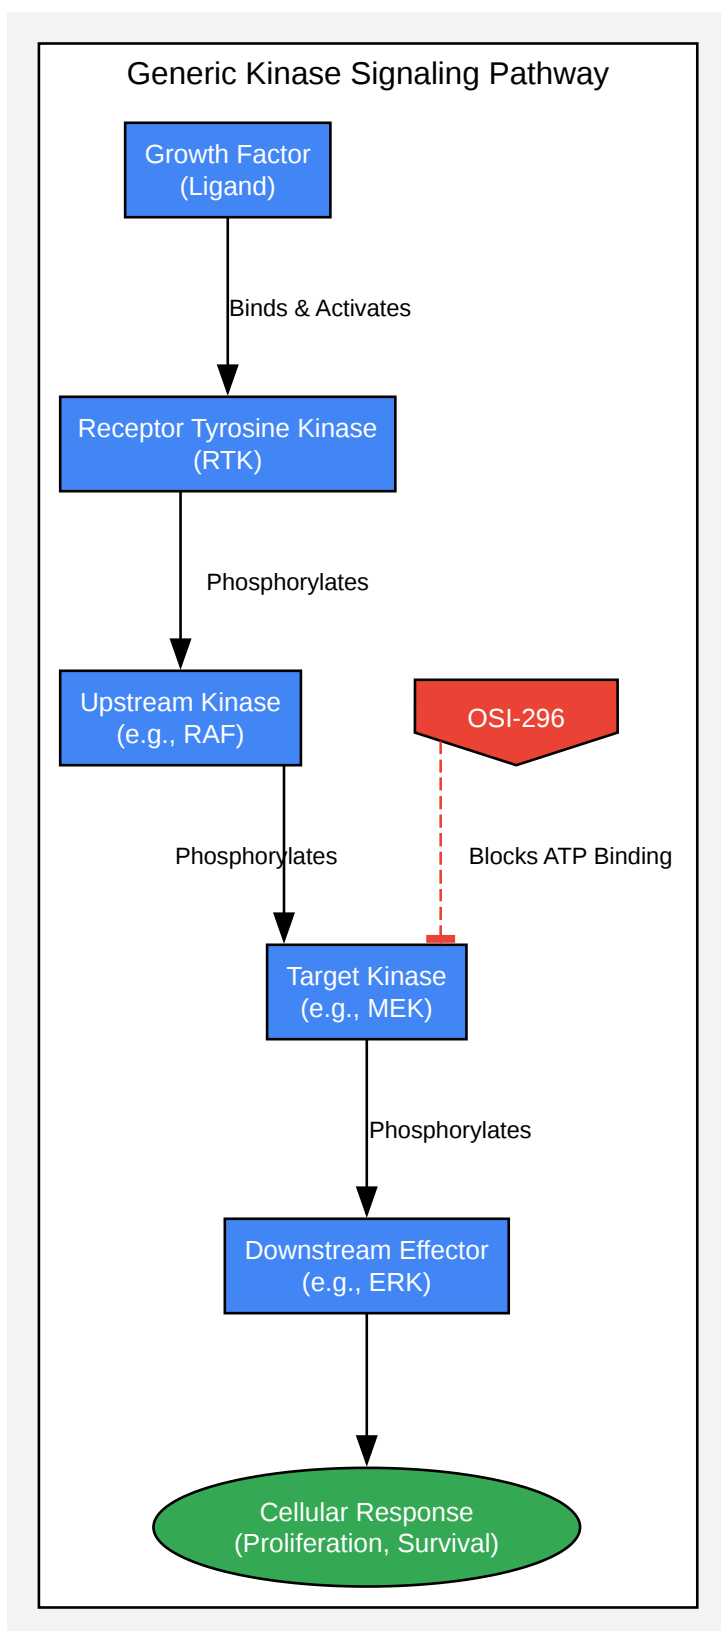 Generic Kinase Signaling Pathway
Growth Factor
(Ligand)
Binds & Activates
Receptor Tyrosine Kinase
(RTK)
Phosphorylates
Upstream Kinase
(e.g., RAF)
OSI-296
Phosphorylates
Blocks ATP Binding
Target Kinase
(e.g., MEK)
Phosphorylates
Downstream Effector
(e.g., ERK)
Cellular Response
(Proliferation, Survival)